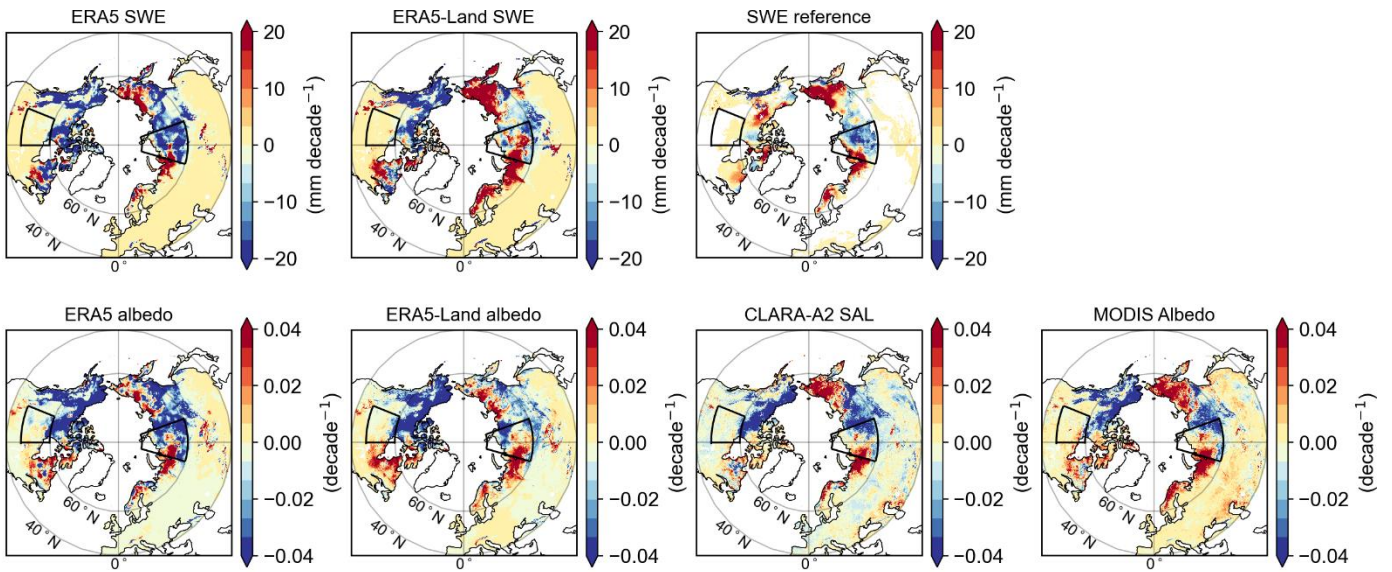 ERA5 SWE
20
10
0
−10
−20
(mm decade⁻¹)
60°N
40°N
0°
ERA5-Land SWE
20
10
0
−10
−20
(mm decade⁻¹)
60°N
40°N
0°
SWE reference
20
10
0
−10
−20
(mm decade⁻¹)
60°N
40°N
0°
ERA5 albedo
0.04
0.02
0.00
−0.02
−0.04
(decade⁻¹)
60°N
40°N
0°
ERA5-Land albedo
0.04
0.02
0.00
−0.02
−0.04
(decade⁻¹)
60°N
40°N
0°
CLARA-A2 SAL
0.04
0.02
0.00
−0.02
−0.04
(decade⁻¹)
60°N
40°N
0°
MODIS Albedo
0.04
0.02
0.00
−0.02
−0.04
(decade⁻¹)
60°N
40°N
0°